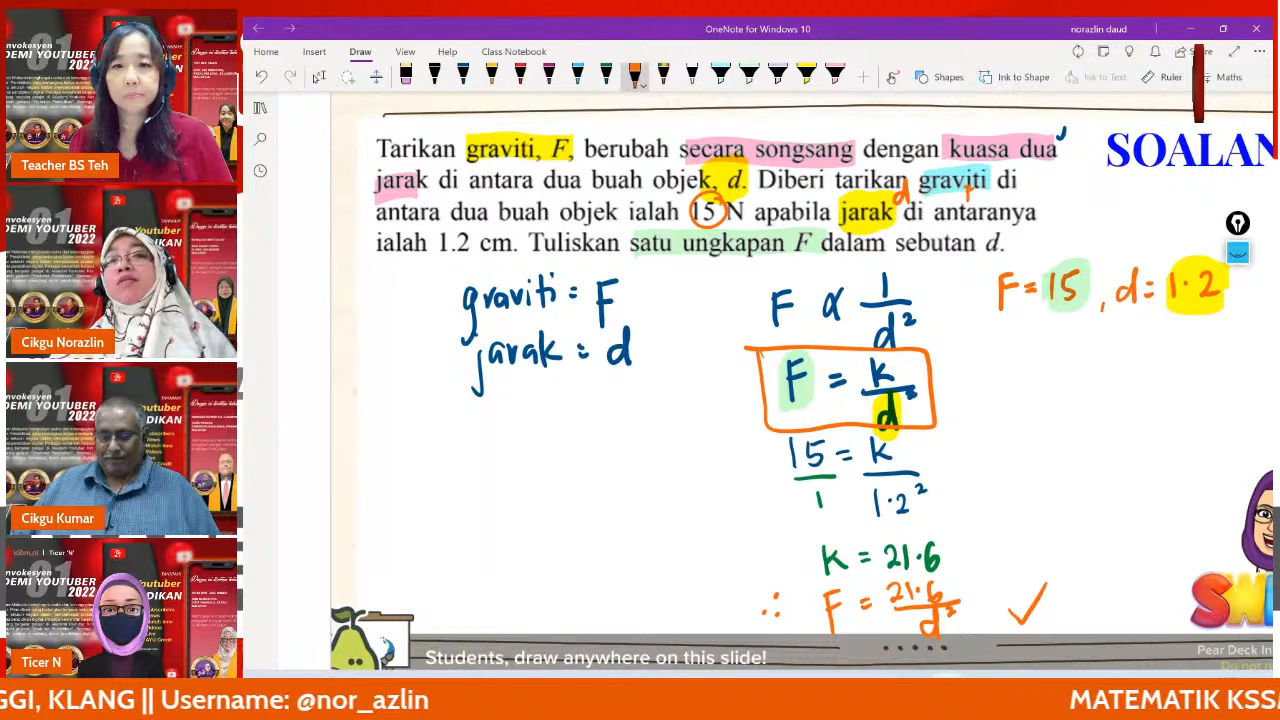 OneNote for Windows 10
norazlin daud
Home Insert Draw View Help Class Notebook
Share
Shapes Ink to Shape Ink to Text Ruler Maths
Tarikan graviti, F, berubah secara songsang dengan kuasa dua
jarak di antara dua buah objek, d. Diberi tarikan graviti di
antara dua buah objek ialah 15 N apabila jarak di antaranya
ialah 1.2 cm. Tuliskan satu ungkapan F dalam sebutan d.
SOALAN
d
F
graviti = F
jarak = d
F ∝ 1/d²
F = k/d²
15/1 = k/1.2²
k = 21.6
∴ F = 21.6/d² ✓
F = 15, d = 1.2
Students, draw anywhere on this slide!
Pear Deck In
Do not r
Teacher BS Teh
Cikgu Norazlin
Cikgu Kumar
Ticer N
GGI, KLANG || Username: @nor_azlin
MATEMATIK KSSM